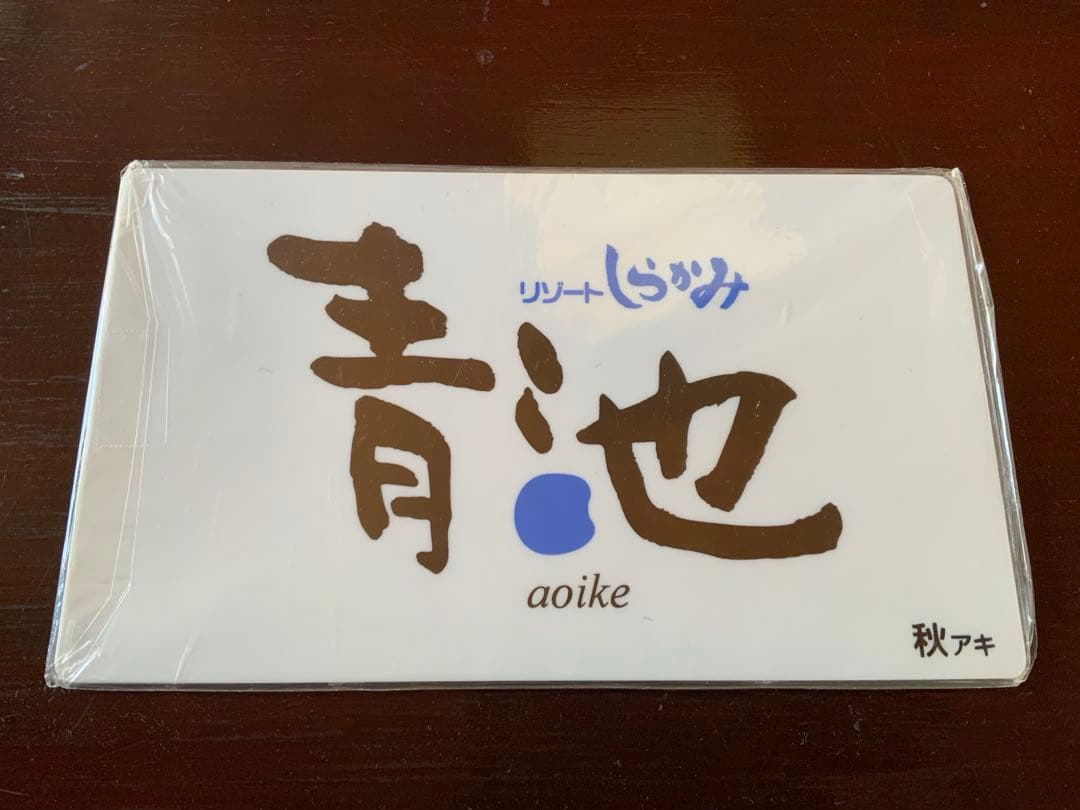 リゾートしらかみ
青池
aoike
秋アキ